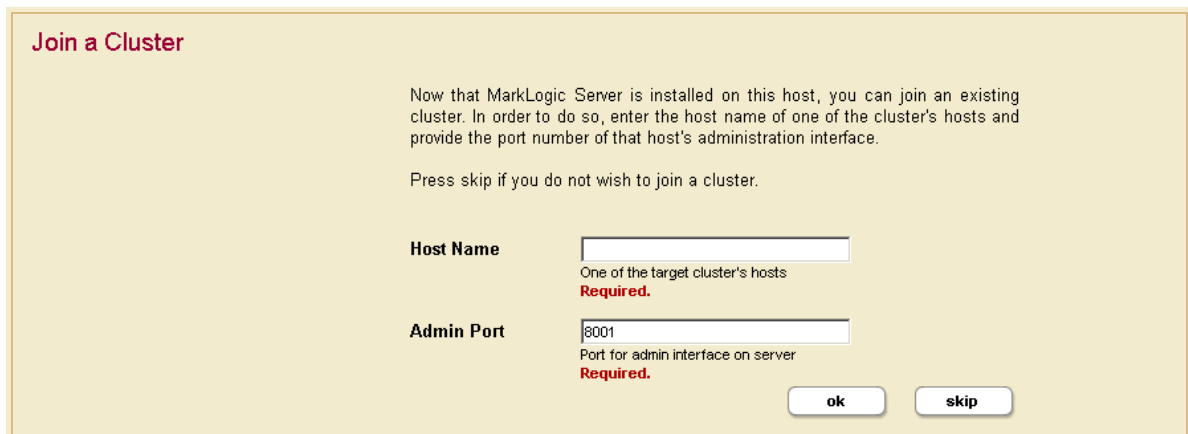 Join a Cluster
Now that MarkLogic Server is installed on this host, you can join an existing
cluster. In order to do so, enter the host name of one of the cluster's hosts and
provide the port number of that host's administration interface.
Press skip if you do not wish to join a cluster.
Host Name
One of the target cluster's hosts
Required.
Admin Port
8001
Port for admin interface on server
Required.
ok
skip